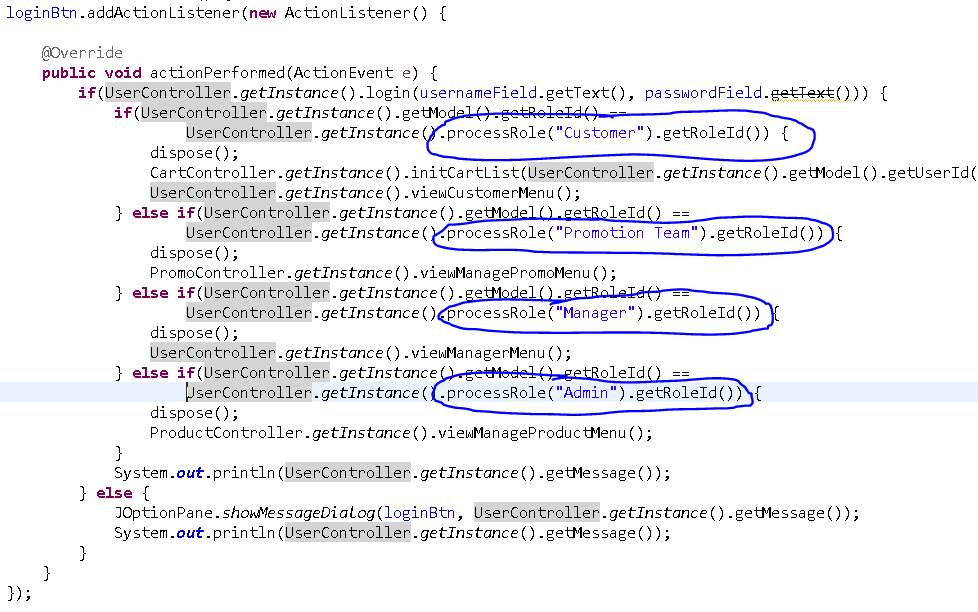 loginBtn.addActionListener(new ActionListener() {
@Override
public void actionPerformed(ActionEvent e) {
if(UserController.getInstance().login(usernameField.getText(), passwordField.getText())) {
if(UserController.getInstance().getModel().getRoleId() ==
UserController.getInstance().processRole("Customer").getRoleId()) {
dispose();
CartController.getInstance().initCartList(UserController.getInstance().getModel().getUserId(
UserController.getInstance().viewCustomerMenu();
} else if(UserController.getInstance().getModel().getRoleId() ==
UserController.getInstance().processRole("Promotion Team").getRoleId()) {
dispose();
PromoController.getInstance().viewManagePromoMenu();
} else if(UserController.getInstance().getModel().getRoleId() ==
UserController.getInstance().processRole("Manager").getRoleId()) {
dispose();
UserController.getInstance().viewManagerMenu();
} else if(UserController.getInstance().getModel().getRoleId() ==
UserController.getInstance().processRole("Admin").getRoleId()) {
dispose();
ProductController.getInstance().viewManageProductMenu();
}
System.out.println(UserController.getInstance().getMessage());
} else {
JOptionPane.showMessageDialog(loginBtn, UserController.getInstance().getMessage());
System.out.println(UserController.getInstance().getMessage());
}
}
});